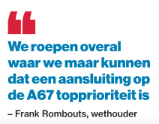 We roepen overal
waar we maar kunnen
dat een aansluiting op
de A67 topprioriteit is
– Frank Rombouts, wethouder